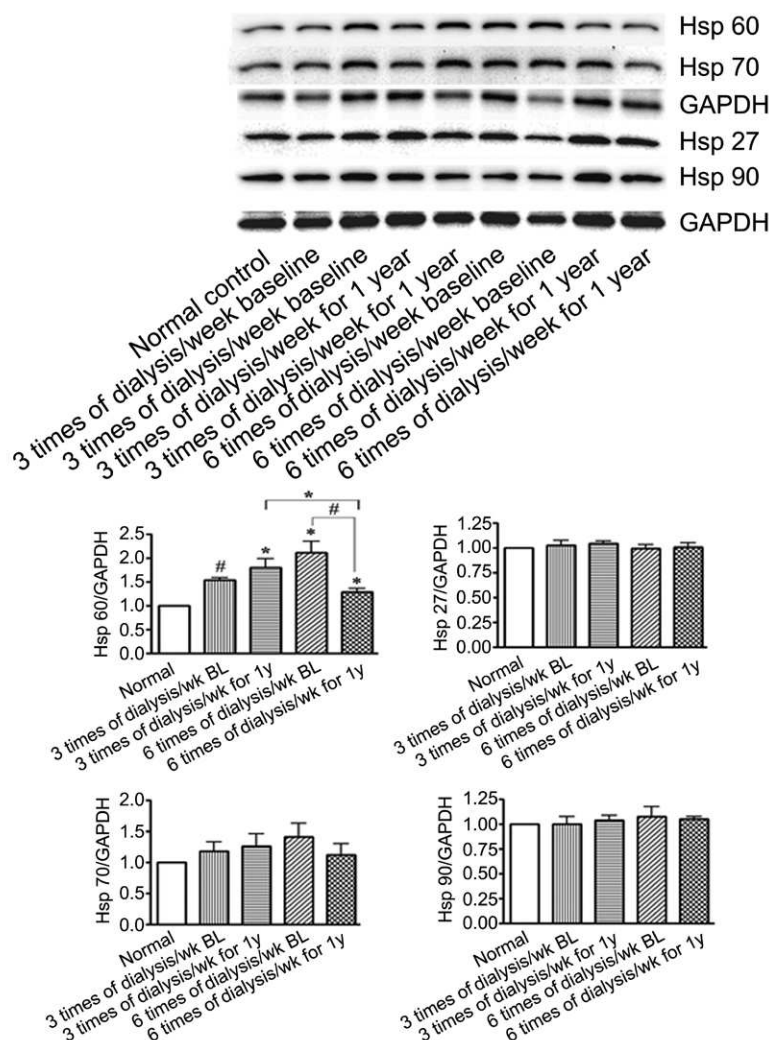 Hsp 60
Hsp 70
GAPDH
Hsp 27
Hsp 90
GAPDH
Normal control
3 times of dialysis/week baseline
3 times of dialysis/week baseline
3 times of dialysis/week for 1 year
3 times of dialysis/week for 1 year
6 times of dialysis/week baseline
6 times of dialysis/week baseline
6 times of dialysis/week for 1 year
6 times of dialysis/week for 1 year
Hsp 60/GAPDH
2.5
2.0
1.5
1.0
0.5
0.0
#
*
*
*
*
#
Normal
3 times of dialysis/wk BL
3 times of dialysis/wk for 1y
6 times of dialysis/wk BL
6 times of dialysis/wk for 1y
Hsp 27/GAPDH
1.25
1.00
0.75
0.50
0.25
0.00
Normal
3 times of dialysis/wk BL
3 times of dialysis/wk for 1y
6 times of dialysis/wk BL
6 times of dialysis/wk for 1y
Hsp 70/GAPDH
2.0
1.5
1.0
0.5
0.0
Normal
3 times of dialysis/wk BL
3 times of dialysis/wk for 1y
6 times of dialysis/wk BL
6 times of dialysis/wk for 1y
Hsp 90/GAPDH
1.25
1.00
0.75
0.50
0.25
0.00
Normal
3 times of dialysis/wk BL
3 times of dialysis/wk for 1y
6 times of dialysis/wk BL
6 times of dialysis/wk for 1y